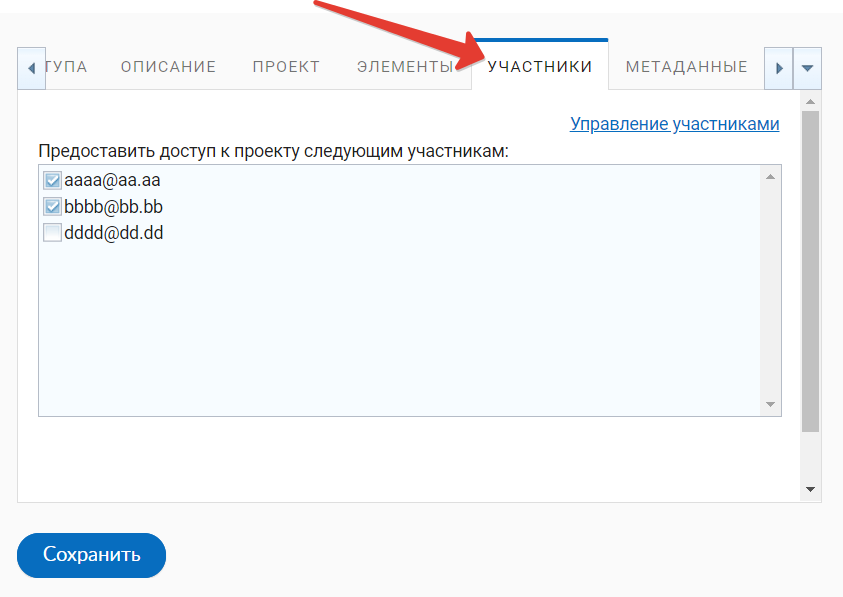 ТУПА ОПИСАНИЕ ПРОЕКТ ЭЛЕМЕНТЫ УЧАСТНИКИ МЕТАДАННЫЕ
Управление участниками
Предоставить доступ к проекту следующим участникам:
aaaa@aa.aa
bbbb@bb.bb
dddd@dd.dd
Сохранить